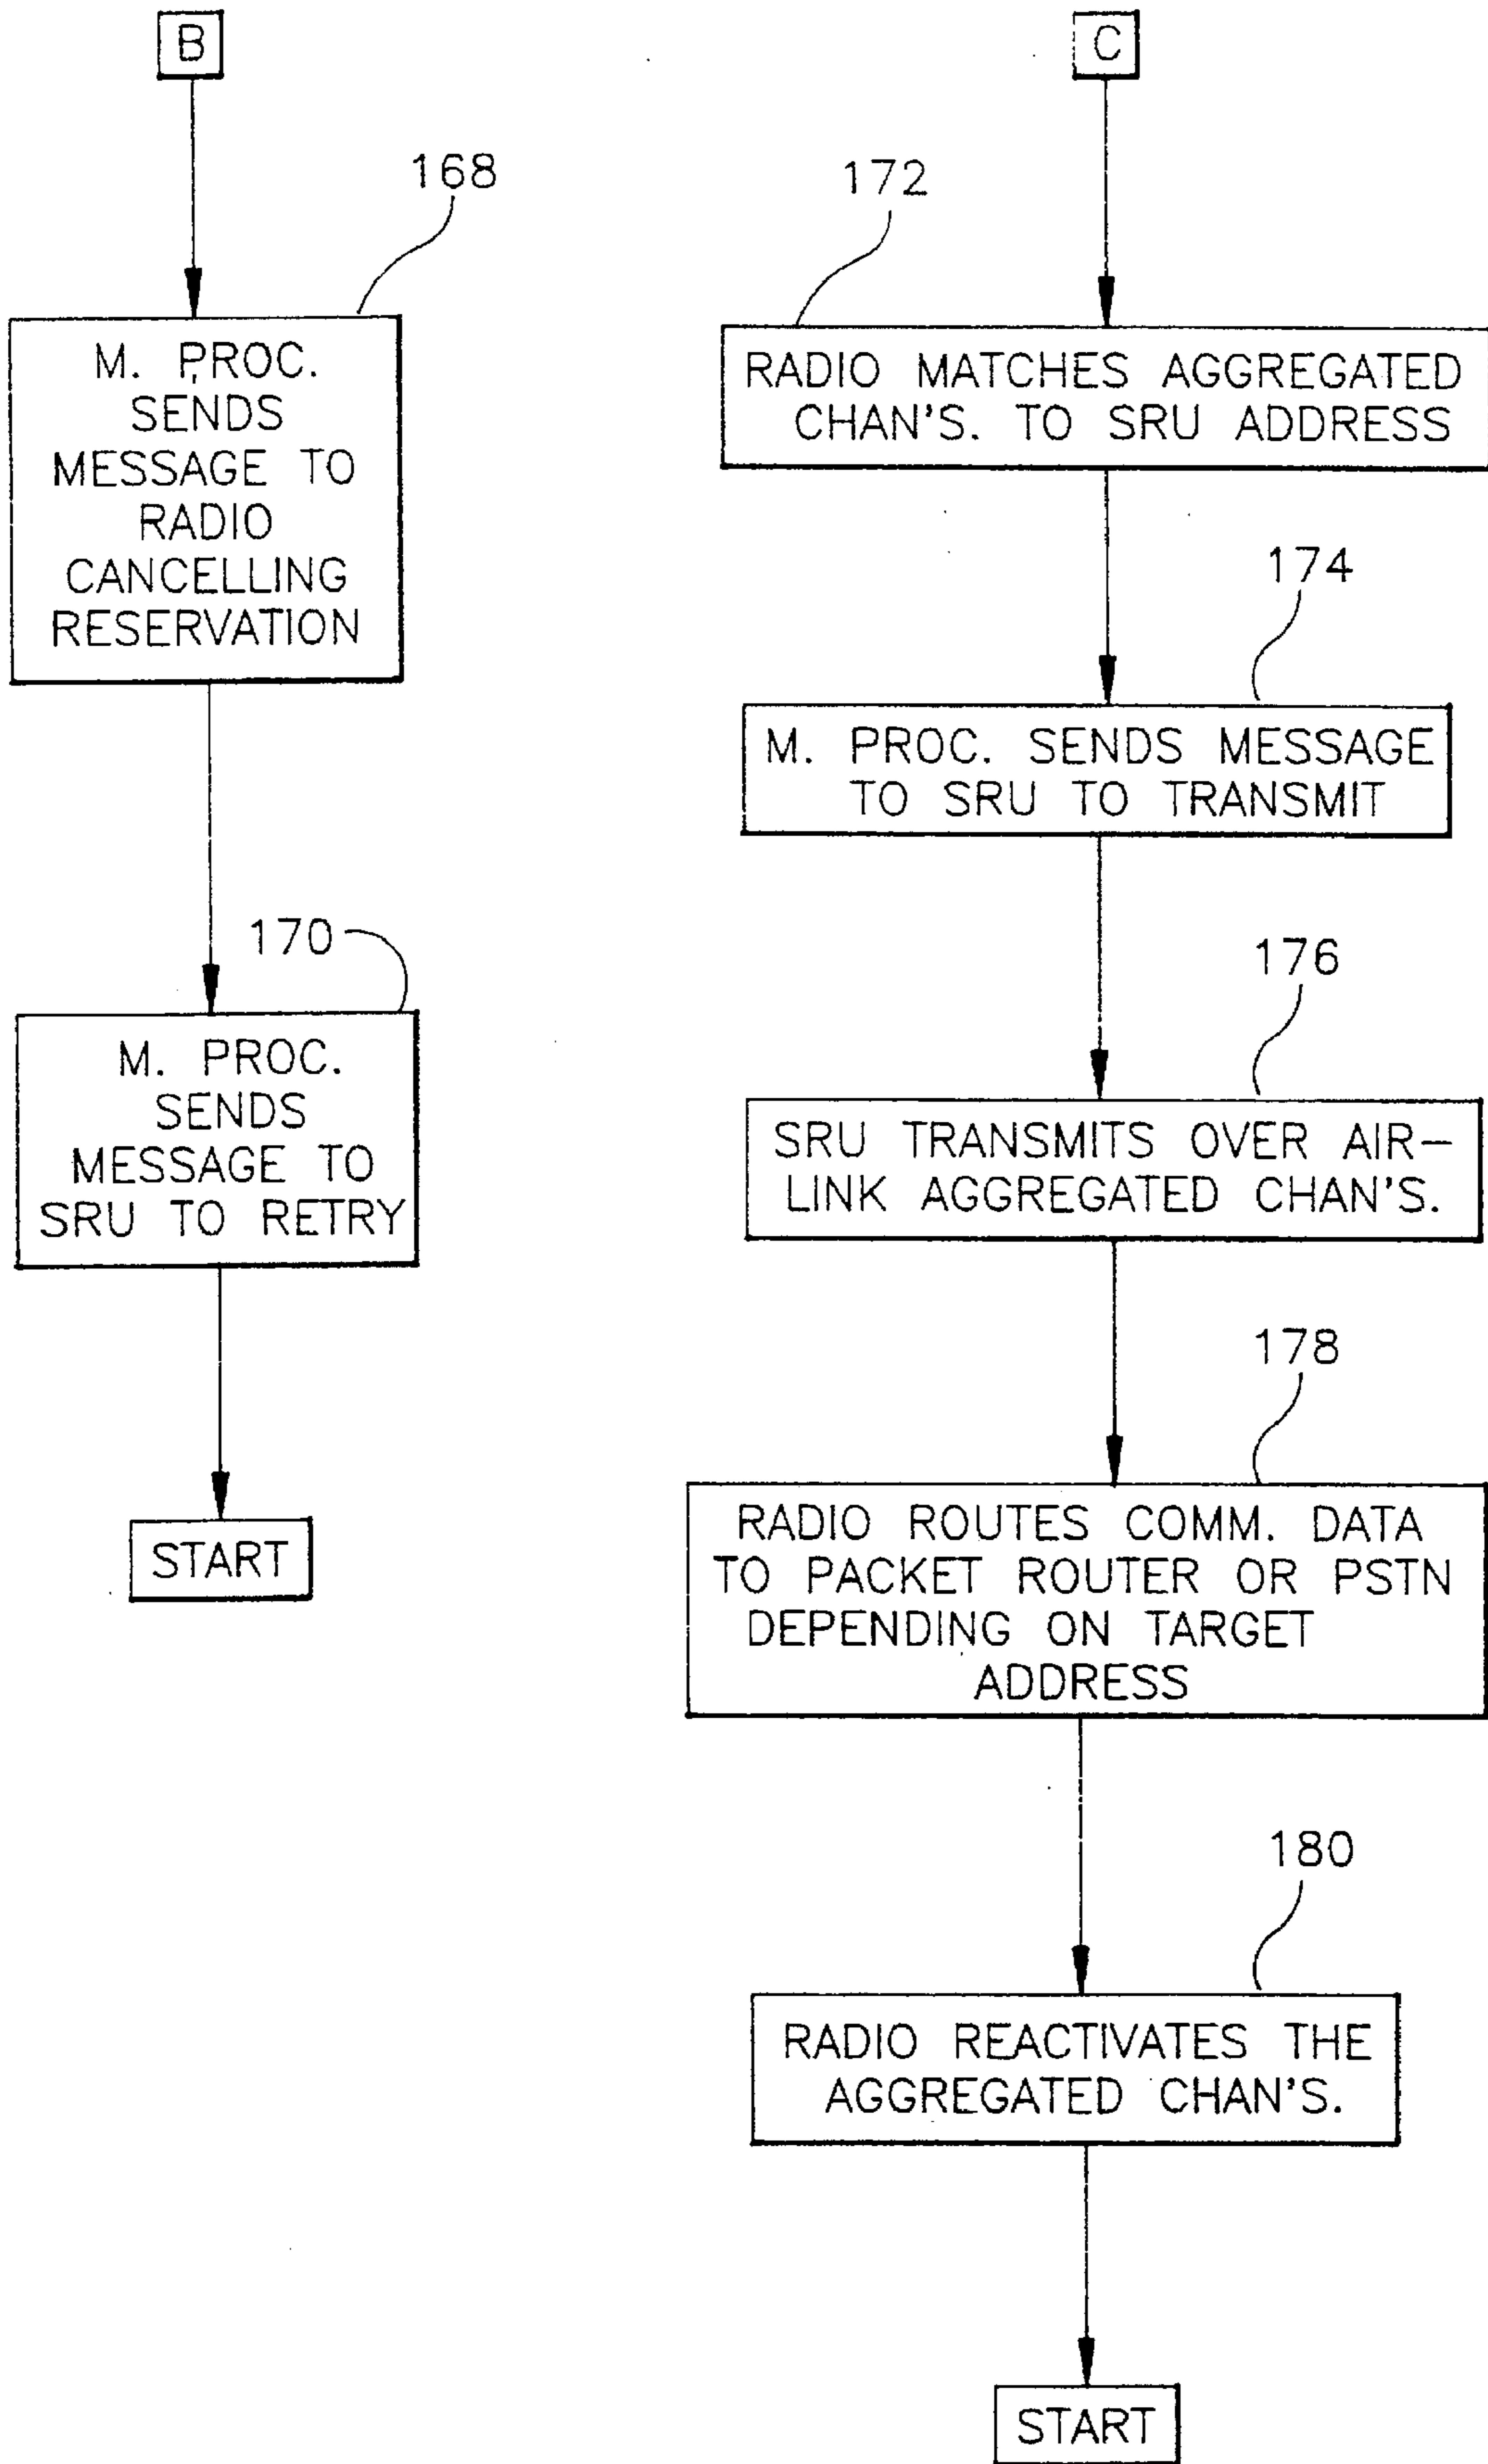 B
168
M. PROC.
SENDS
MESSAGE TO
RADIO
CANCELLING
RESERVATION
170
M. PROC.
SENDS
MESSAGE TO
SRU TO RETRY
START
C
172
RADIO MATCHES AGGREGATED
CHAN'S. TO SRU ADDRESS
174
M. PROC. SENDS MESSAGE
TO SRU TO TRANSMIT
176
SRU TRANSMITS OVER AIR-
LINK AGGREGATED CHAN'S.
178
RADIO ROUTES COMM. DATA
TO PACKET ROUTER OR PSTN
DEPENDING ON TARGET
ADDRESS
180
RADIO REACTIVATES THE
AGGREGATED CHAN'S.
START